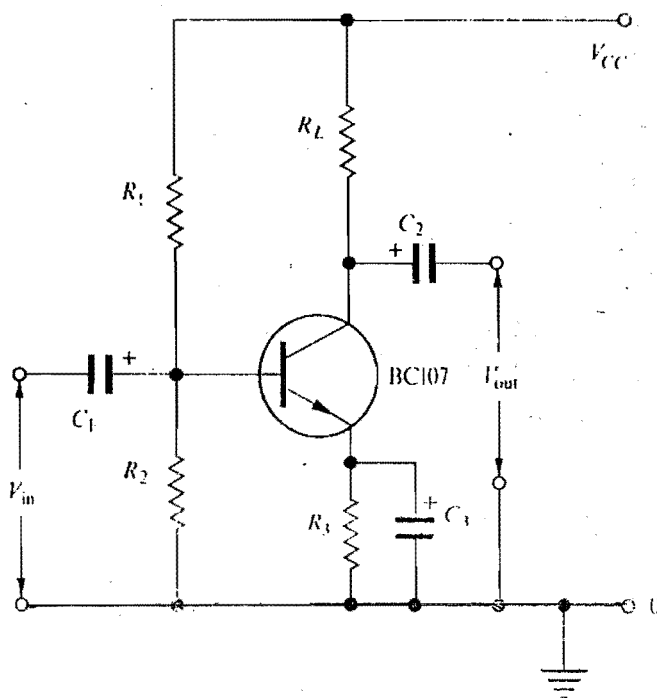 V_CC
R_L
R_1
C_2
+
+
BC107
V_out
C_1
R_2
V_in
R_3
+
C_3